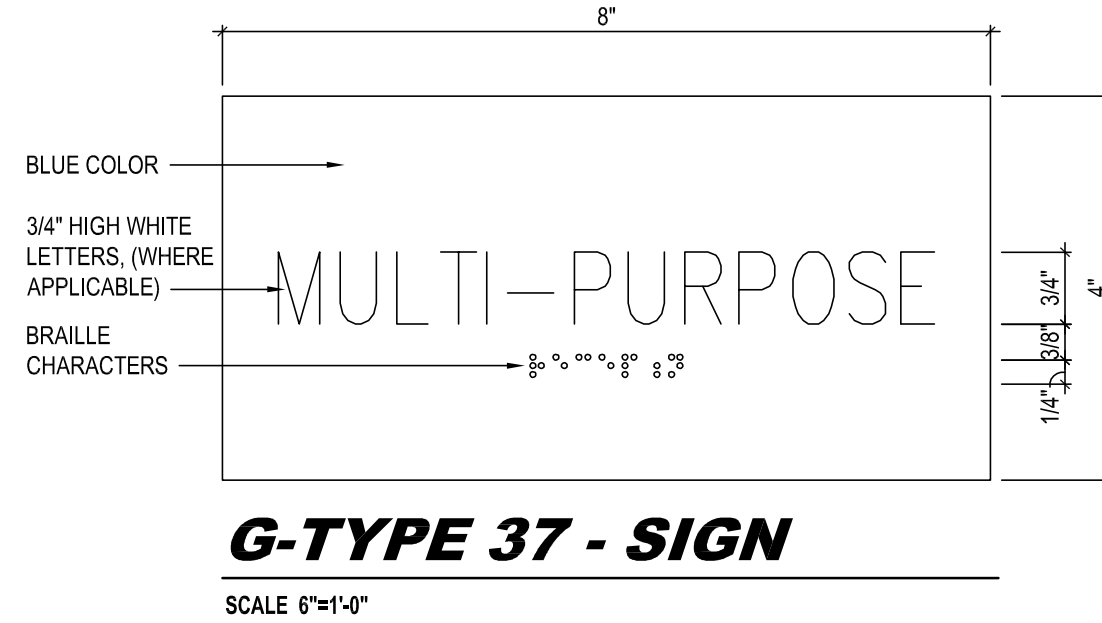 8"
BLUE COLOR
3/4" HIGH WHITE
LETTERS, (WHERE
APPLICABLE)
BRAILLE
CHARACTERS
MULTI-PURPOSE
3/4"
3/8"
1/4"
4"
G-TYPE 37 - SIGN
SCALE 6"=1'-0"